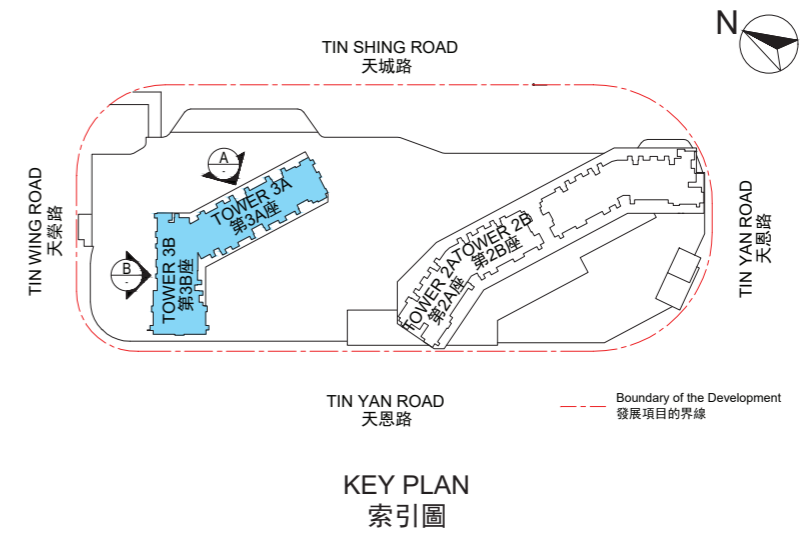 N
TIN SHING ROAD
天城路
TIN WING ROAD
天榮路
A
-
TOWER 3A
第3A座
B
-
TOWER 3B
第3B座
TOWER 2A
第2A座
TOWER 2B
第2B座
TIN YAN ROAD
天恩路
TIN YAN ROAD
天恩路
Boundary of the Development
發展項目的界線
KEY PLAN
索引圖